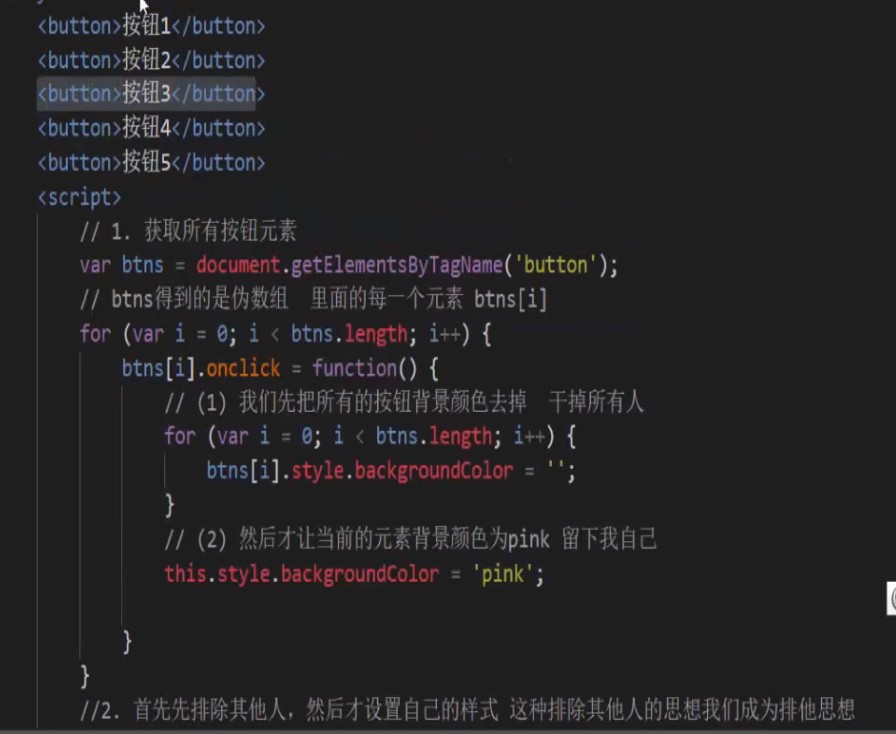 <button>按钮1</button>
<button>按钮2</button>
<button>按钮3</button>
<button>按钮4</button>
<button>按钮5</button>
<script>
// 1. 获取所有按钮元素
var btns = document.getElementsByTagName('button');
// btns得到的是伪数组 里面的每一个元素 btns[i]
for (var i = 0; i < btns.length; i++) {
btns[i].onclick = function() {
// (1) 我们先把所有的按钮背景颜色去掉 干掉所有人
for (var i = 0; i < btns.length; i++) {
btns[i].style.backgroundColor = '';
}
// (2) 然后才让当前的元素背景颜色为pink 留下我自己
this.style.backgroundColor = 'pink';
}
}
//2. 首先先排除其他人，然后才设置自己的样式 这种排除其他人的思想我们成为排他思想